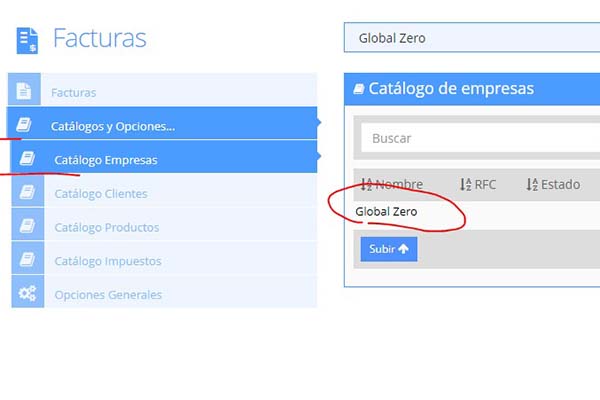 Facturas
Facturas
Catálogos y Opciones...
Catálogo Empresas
Catálogo Clientes
Catálogo Productos
Catálogo Impuestos
Opciones Generales
Global Zero
Catálogo de empresas
Buscar
Nombre RFC Estado
Global Zero
Subir